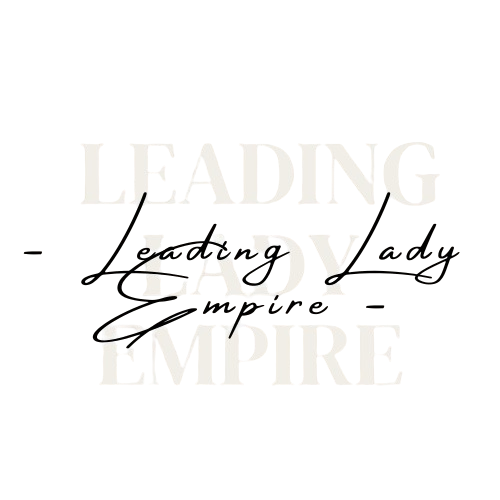 LEADING
- Leading Lady
LADY
Empire -
EMPIRE